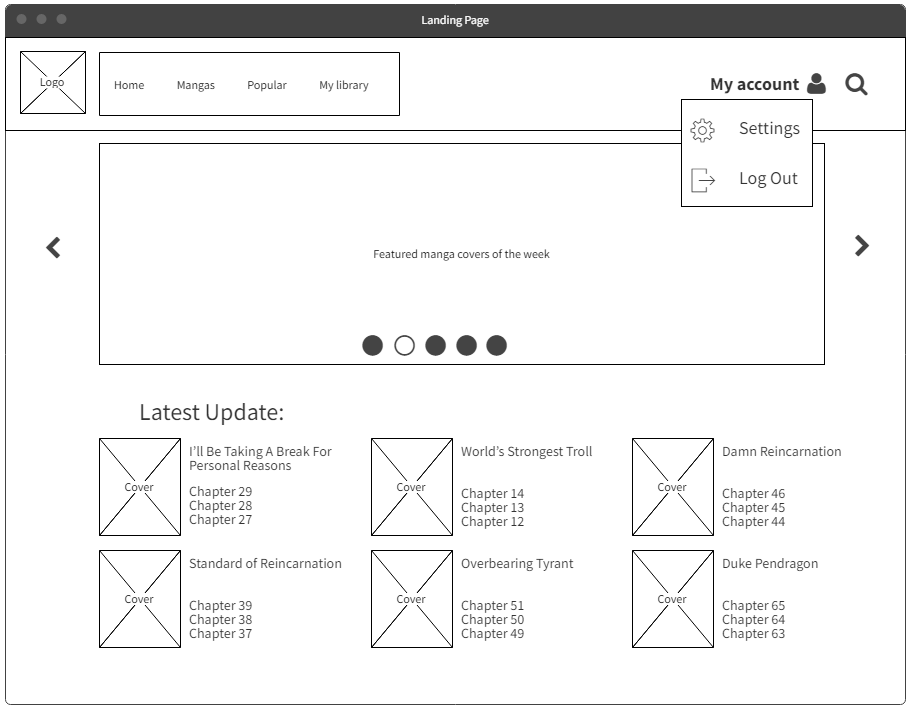 Landing Page
Logo
Home Mangas Popular My library
My account
Settings
Log Out
Featured manga covers of the week
Latest Update:
Cover
I'll Be Taking A Break For
Personal Reasons
Chapter 29
Chapter 28
Chapter 27
Cover
World's Strongest Troll
Chapter 14
Chapter 13
Chapter 12
Cover
Damn Reincarnation
Chapter 46
Chapter 45
Chapter 44
Cover
Standard of Reincarnation
Chapter 39
Chapter 38
Chapter 37
Cover
Overbearing Tyrant
Chapter 51
Chapter 50
Chapter 49
Cover
Duke Pendragon
Chapter 65
Chapter 64
Chapter 63